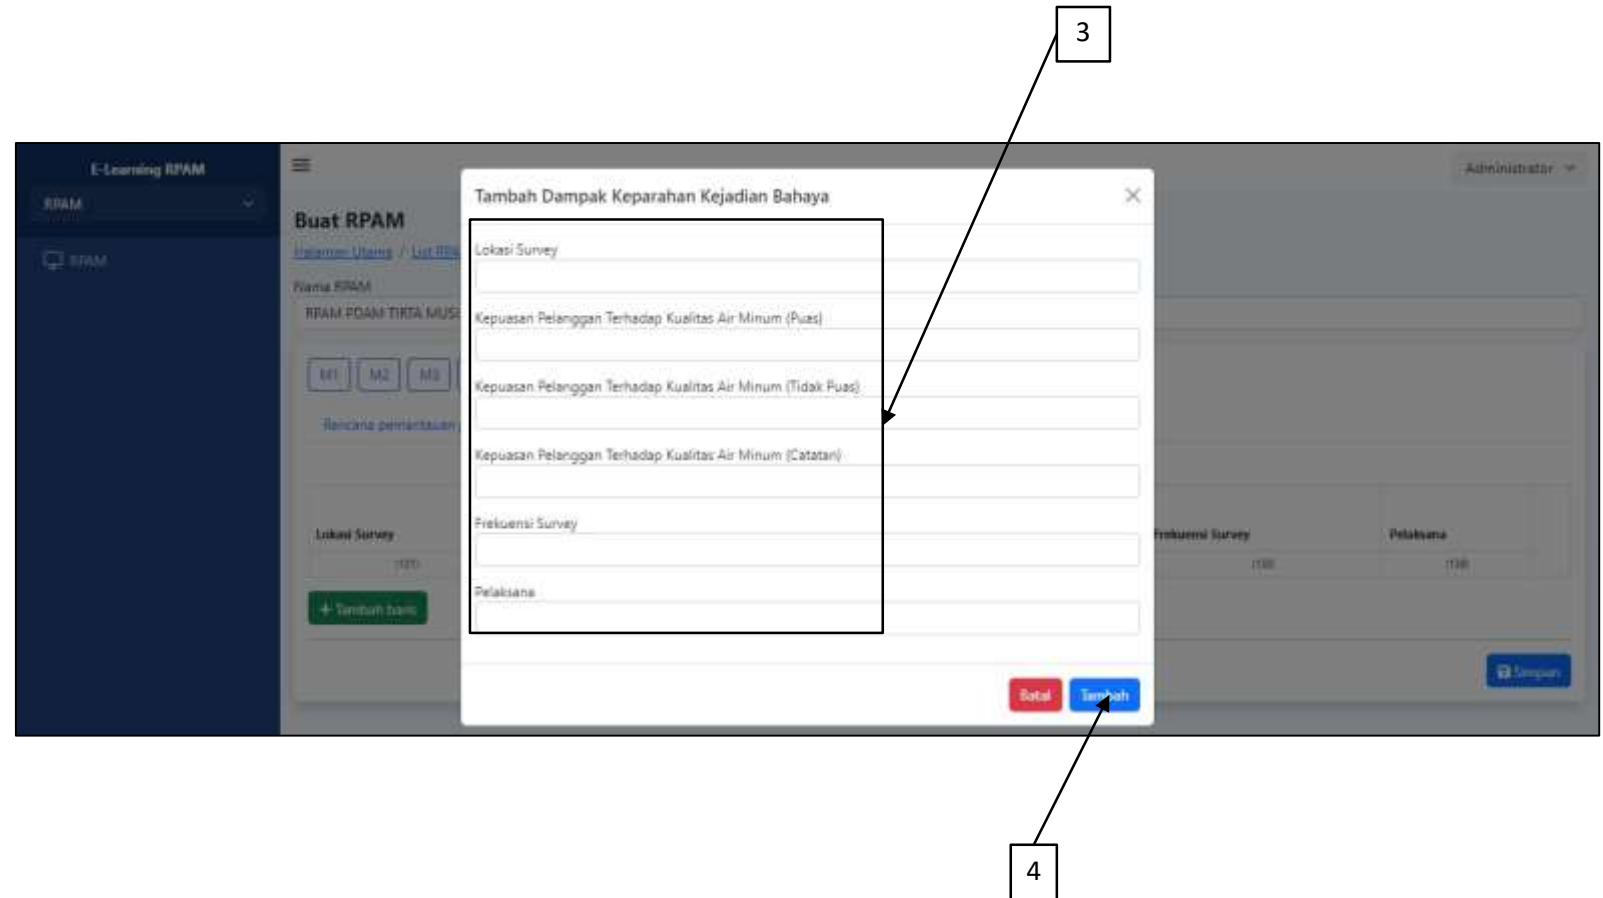 3
E-Learning RPAM
Administrator
RPAM
Tambah Dampak Keparahan Kejadian Bahaya
Buat RPAM
Halaman Utama / List
RPAM
Lokasi Survey
Nama RPAM
RPAM PDAM TIRTA
Kepuasan Pelanggan Terhadap Kualitas Air Minum (Puas)
M1 M2 M3
Kepuasan Pelanggan Terhadap Kualitas Air Minum (Tidak Puas)
Rencana pemantauan
Kepuasan Pelanggan Terhadap Kualitas Air Minum (Catatan)
Frekuensi Survey
Lokasi Survey
Frekuensi Survey
Pelaksana
Pelaksana
+ Tambah baris
Simpan
Batal
Tambah
4